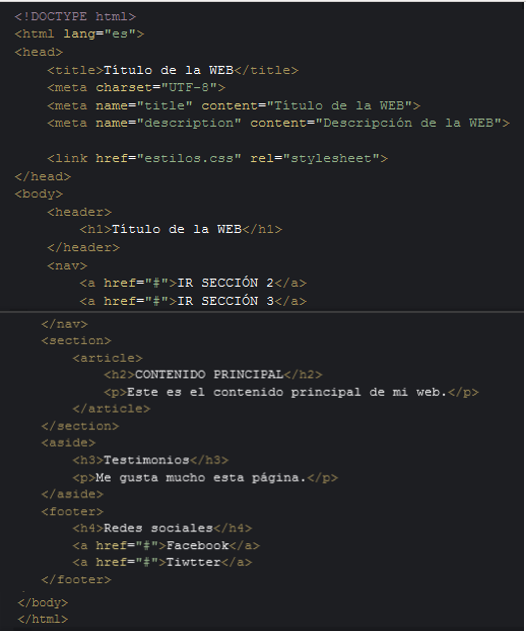 <!DOCTYPE html>
<html lang="es">
<head>
<title>Título de la WEB</title>
<meta charset="UTF-8">
<meta name="title" content="Título de la WEB">
<meta name="description" content="Descripción de la WEB">
<link href="estilos.css" rel="stylesheet">
</head>
<body>
<header>
<h1>Título de la WEB</h1>
</header>
<nav>
<a href="#">IR SECCIÓN 2</a>
<a href="#">IR SECCIÓN 3</a>
</nav>
<section>
<article>
<h2>CONTENIDO PRINCIPAL</h2>
<p>Este es el contenido principal de mi web.</p>
</article>
</section>
<aside>
<h3>Testimonios</h3>
<p>Me gusta mucho esta página.</p>
</aside>
<footer>
<h4>Redes sociales</h4>
<a href="#">Facebook</a>
<a href="#">Tiwtter</a>
</footer>
</body>
</html>